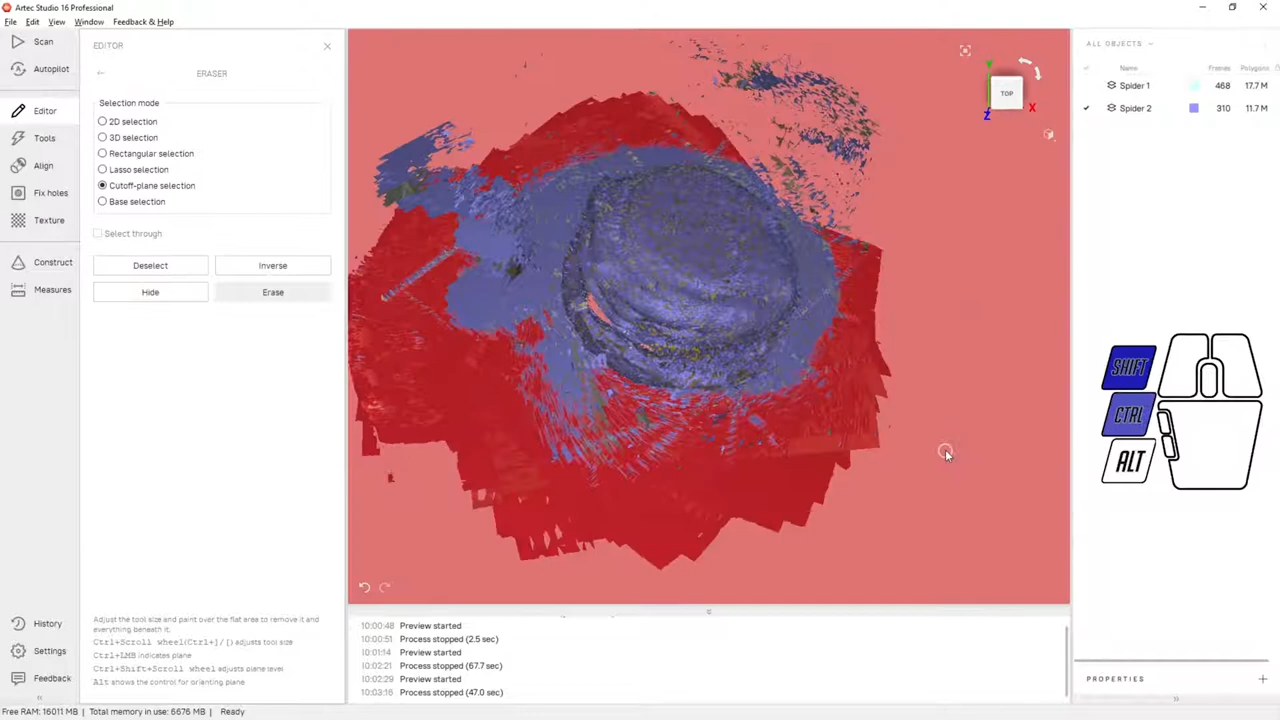 Artec Studio 16 Professional
File Edit View Window Feedback & Help
Scan
Autopilot
Editor
Tools
Align
Fix holes
Texture
Construct
Measures
History
Settings
Feedback
EDITOR
ERASER
Selection mode
2D selection
3D selection
Rectangular selection
Lasso selection
Cutoff-plane selection
Base selection
Select through
Deselect Inverse
Hide Erase
Adjust the tool size and paint over the flat area to remove it and
everything beneath it.
Ctrl+Scroll wheel(Ctrl+]/[) adjusts tool size
Ctrl+LMB indicates plane
Ctrl+Shift+Scroll wheel adjusts plane level
Alt shows the control for orienting plane
TOP
X
Z
10:00:48 Preview started
10:00:51 Process stopped (2.5 sec)
10:01:14 Preview started
10:02:21 Process stopped (67.7 sec)
10:02:29 Preview started
10:03:16 Process stopped (47.0 sec)
ALL OBJECTS
Name Frames Polygons
Spider 1 468 17.7 M
Spider 2 310 11.7 M
SHIFT
CTRL
ALT
PROPERTIES
Free RAM: 16011 MB | Total memory in use: 6676 MB | Ready